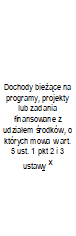 Dochody bieżące na
programy, projekty
lub zadania
finansowane z
udziałem środków, o
których mowa w art.
5 ust. 1 pkt 2 i 3
ustawy x